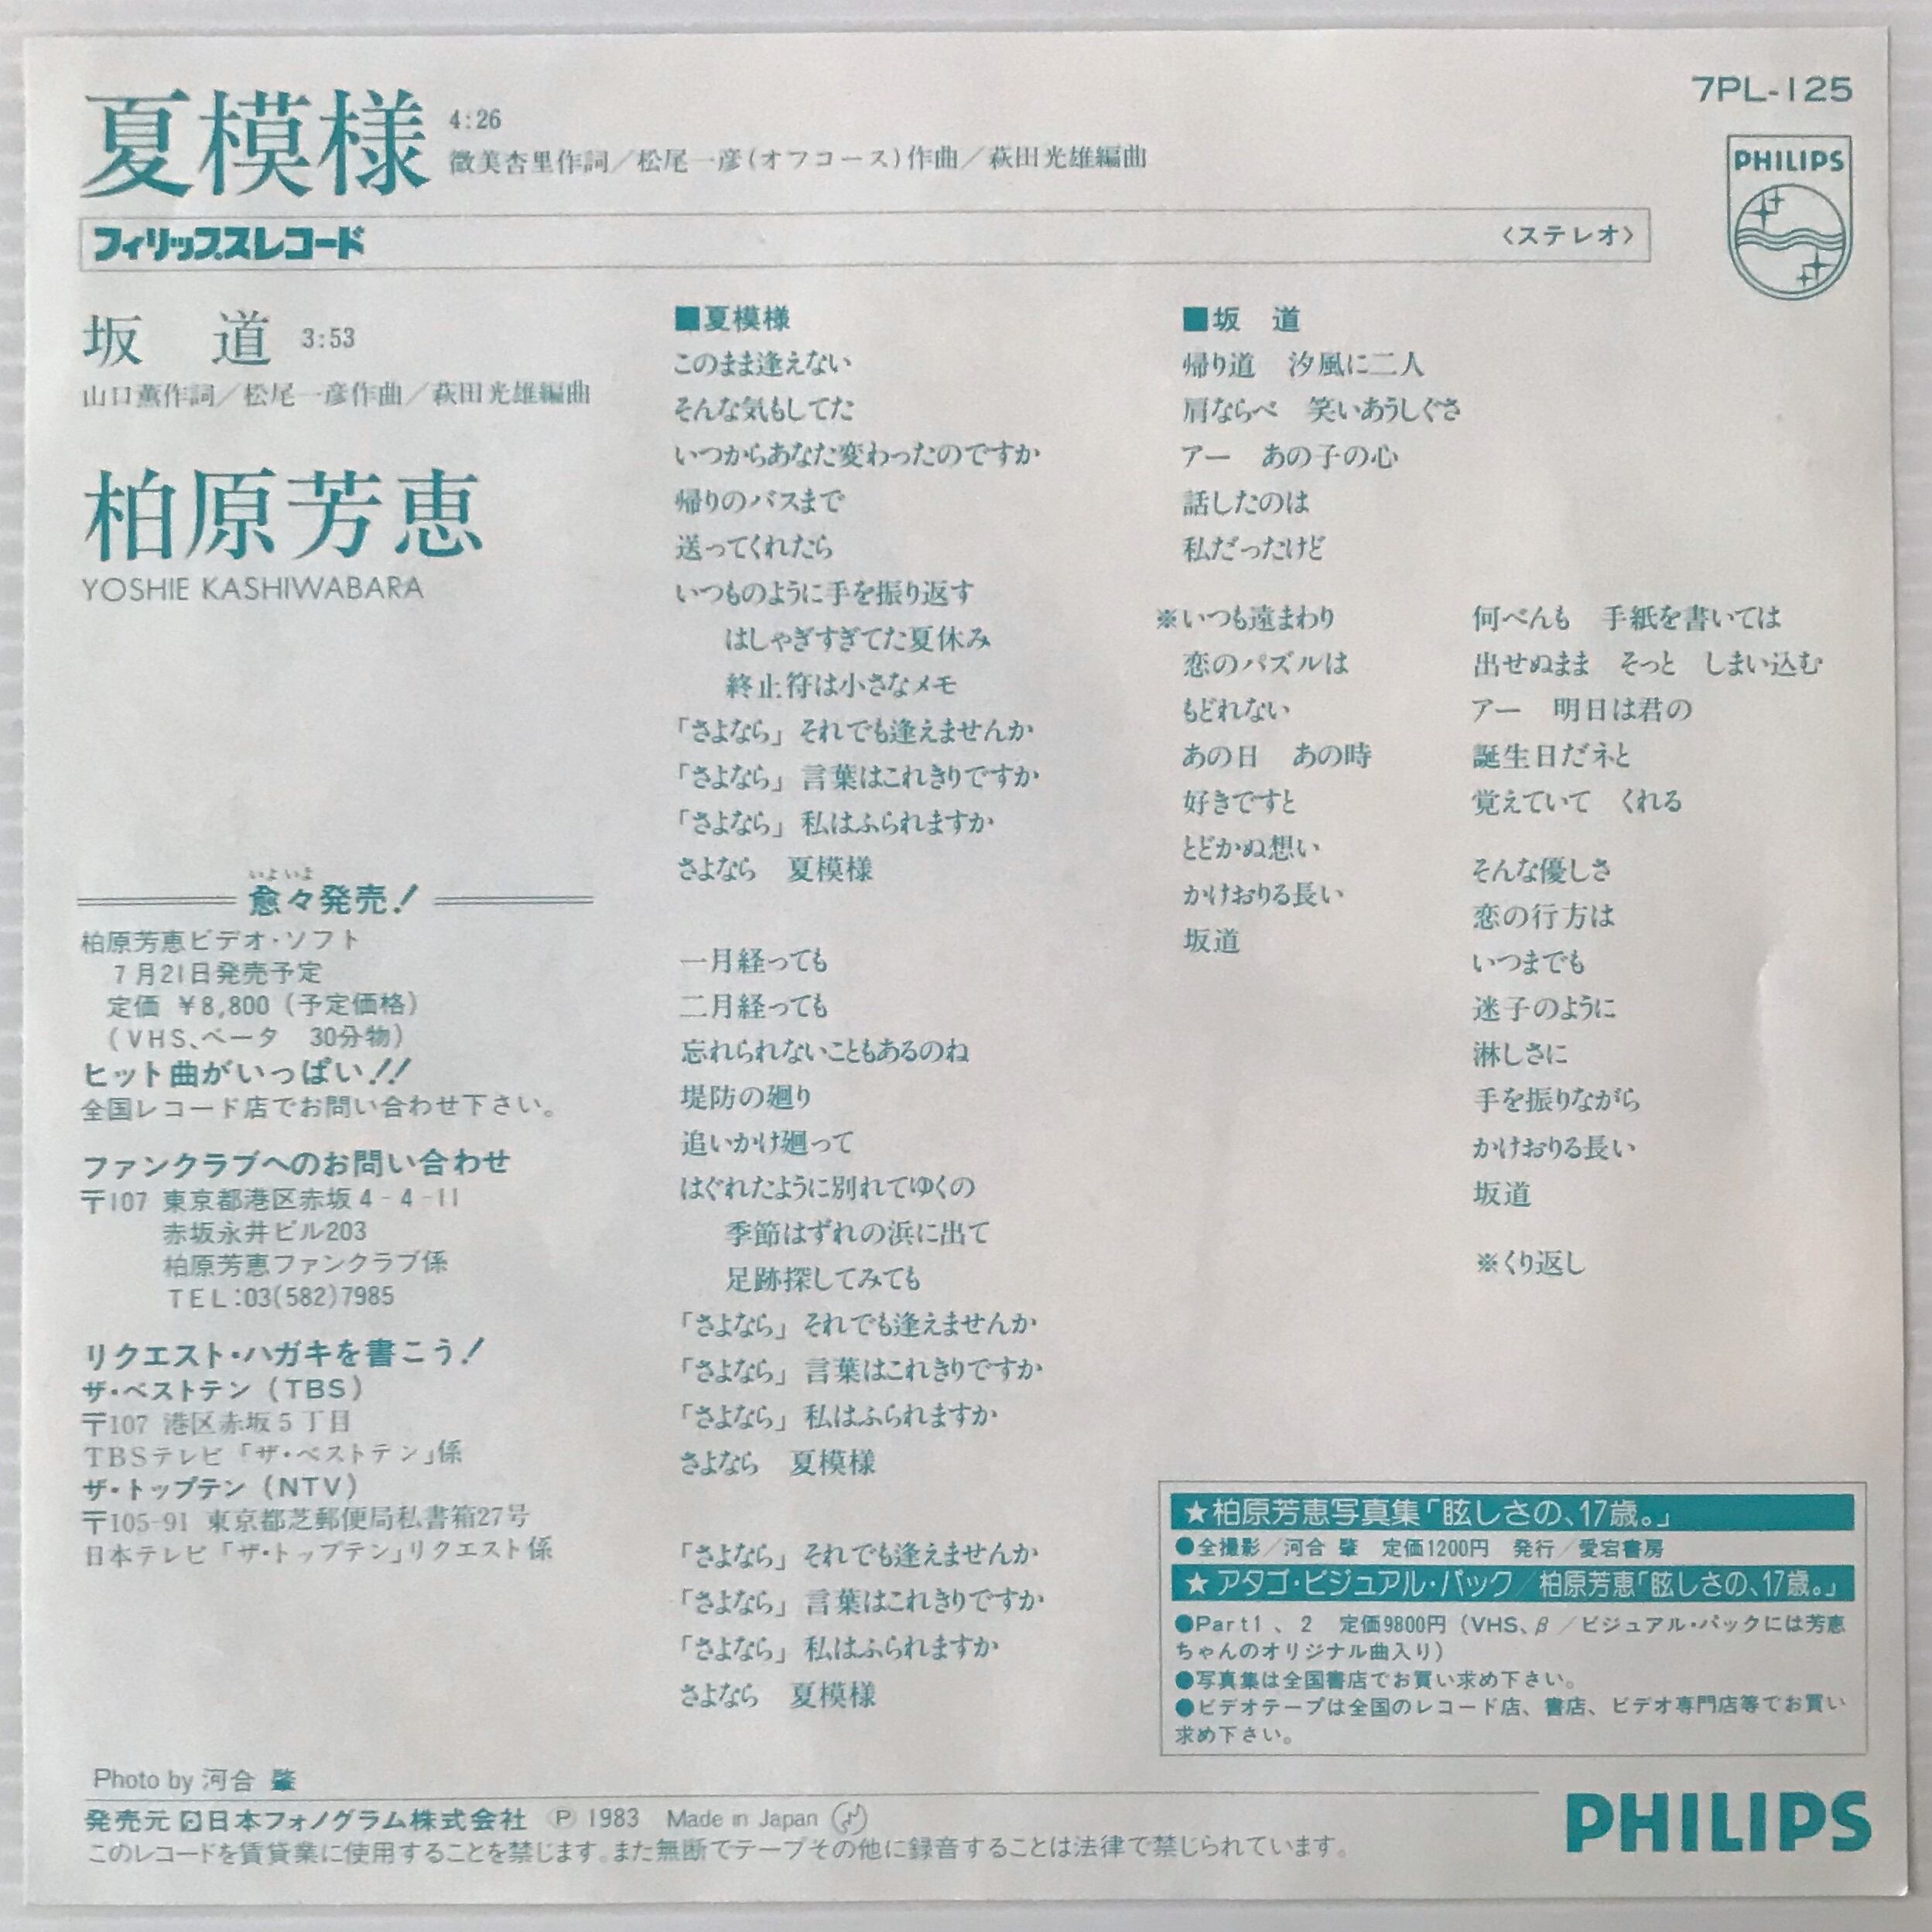 夏模様
4:26
微美杏里作詞／松尾一彦(オフコース)作曲／萩田光雄編曲
7PL-125
PHILIPS
フィリップスレコード
〈ステレオ〉
坂　道 3:53
山口薫作詞／松尾一彦作曲／萩田光雄編曲
柏原芳恵
YOSHIE KASHIWABARA
いよいよ
愈々発売！
柏原芳恵ビデオ・ソフト
7月21日発売予定
定価 ￥8,800（予定価格）
（VHS、ベータ　30分物）
ヒット曲がいっぱい！！
全国レコード店でお問い合わせ下さい。
ファンクラブへのお問い合わせ
〒107 東京都港区赤坂4-4-11
赤坂永井ビル203
柏原芳恵ファンクラブ係
TEL:03(582)7985
リクエスト・ハガキを書こう！
ザ・ベストテン（TBS）
〒107 港区赤坂5丁目
TBSテレビ「ザ・ベストテン」係
ザ・トップテン（NTV）
〒105-91 東京都芝郵便局私書箱27号
日本テレビ「ザ・トップテン」リクエスト係
■夏模様
このまま逢えない
そんな気もしてた
いつからあなた変わったのですか
帰りのバスまで
送ってくれたら
いつものように手を振り返す
はしゃぎすぎてた夏休み
終止符は小さなメモ
「さよなら」それでも逢えませんか
「さよなら」言葉はこれきりですか
「さよなら」私はふられますか
さよなら　夏模様
一月経っても
二月経っても
忘れられないこともあるのね
堤防の廻り
追いかけ廻って
はぐれたように別れてゆくの
季節はずれの浜に出て
足跡探してみても
「さよなら」それでも逢えませんか
「さよなら」言葉はこれきりですか
「さよなら」私はふられますか
さよなら　夏模様
「さよなら」それでも逢えませんか
「さよなら」言葉はこれきりですか
「さよなら」私はふられますか
さよなら　夏模様
■坂　道
帰り道　汐風に二人
肩ならべ　笑いあうしぐさ
アー　あの子の心
話したのは
私だったけど
※いつも遠まわり
恋のパズルは
もどれない
あの日　あの時
好きですと
とどかぬ想い
かけおりる長い
坂道
何べんも　手紙を書いては
出せぬまま　そっと　しまい込む
アー　明日は君の
誕生日だネと
覚えていて　くれる
そんな優しさ
恋の行方は
いつまでも
迷子のように
淋しさに
手を振りながら
かけおりる長い
坂道
※くり返し
★柏原芳恵写真集「眩しさの、17歳。」
●全撮影／河合 肇　定価1200円　発行／愛宕書房
★アタゴ・ビジュアル・パック／柏原芳恵「眩しさの、17歳。」
●Part1、2　定価9800円（VHS、β／ビジュアル・パックには芳恵
ちゃんのオリジナル曲入り）
●写真集は全国書店でお買い求め下さい。
●ビデオテープは全国のレコード店、書店、ビデオ専門店等でお買い
求め下さい。
Photo by 河合 肇
発売元 日本フォノグラム株式会社 Ⓟ 1983 Made in Japan
このレコードを賃貸業に使用することを禁じます。また無断でテープその他に録音することは法律で禁じられています。
PHILIPS